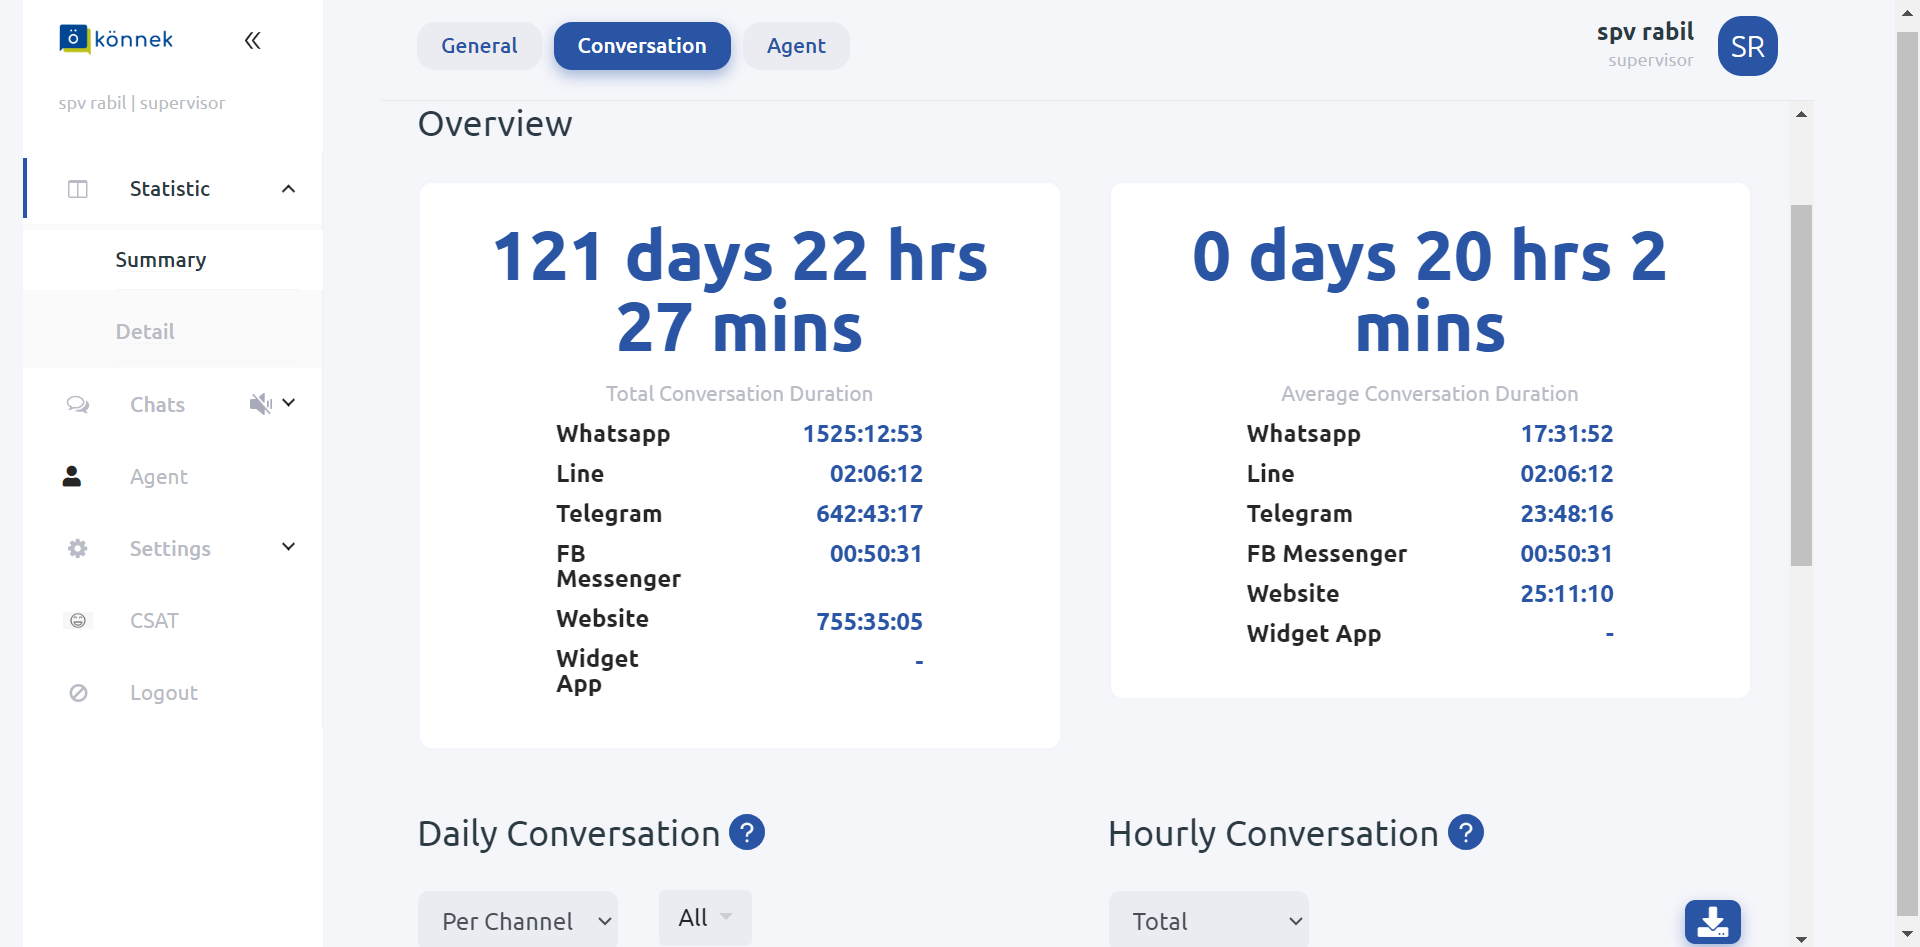 ö könnek
spv rabil | supervisor
Statistic
Summary
Detail
Chats
Agent
Settings
CSAT
Logout
General
Conversation
Agent
spv rabil
supervisor
SR
Overview
121 days 22 hrs
27 mins
Total Conversation Duration
Whatsapp 1525:12:53
Line 02:06:12
Telegram 642:43:17
FB
Messenger 00:50:31
Website 755:35:05
Widget
App -
0 days 20 hrs 2
mins
Average Conversation Duration
Whatsapp 17:31:52
Line 02:06:12
Telegram 23:48:16
FB Messenger 00:50:31
Website 25:11:10
Widget App -
Daily Conversation ?
Per Channel
All
Hourly Conversation ?
Total